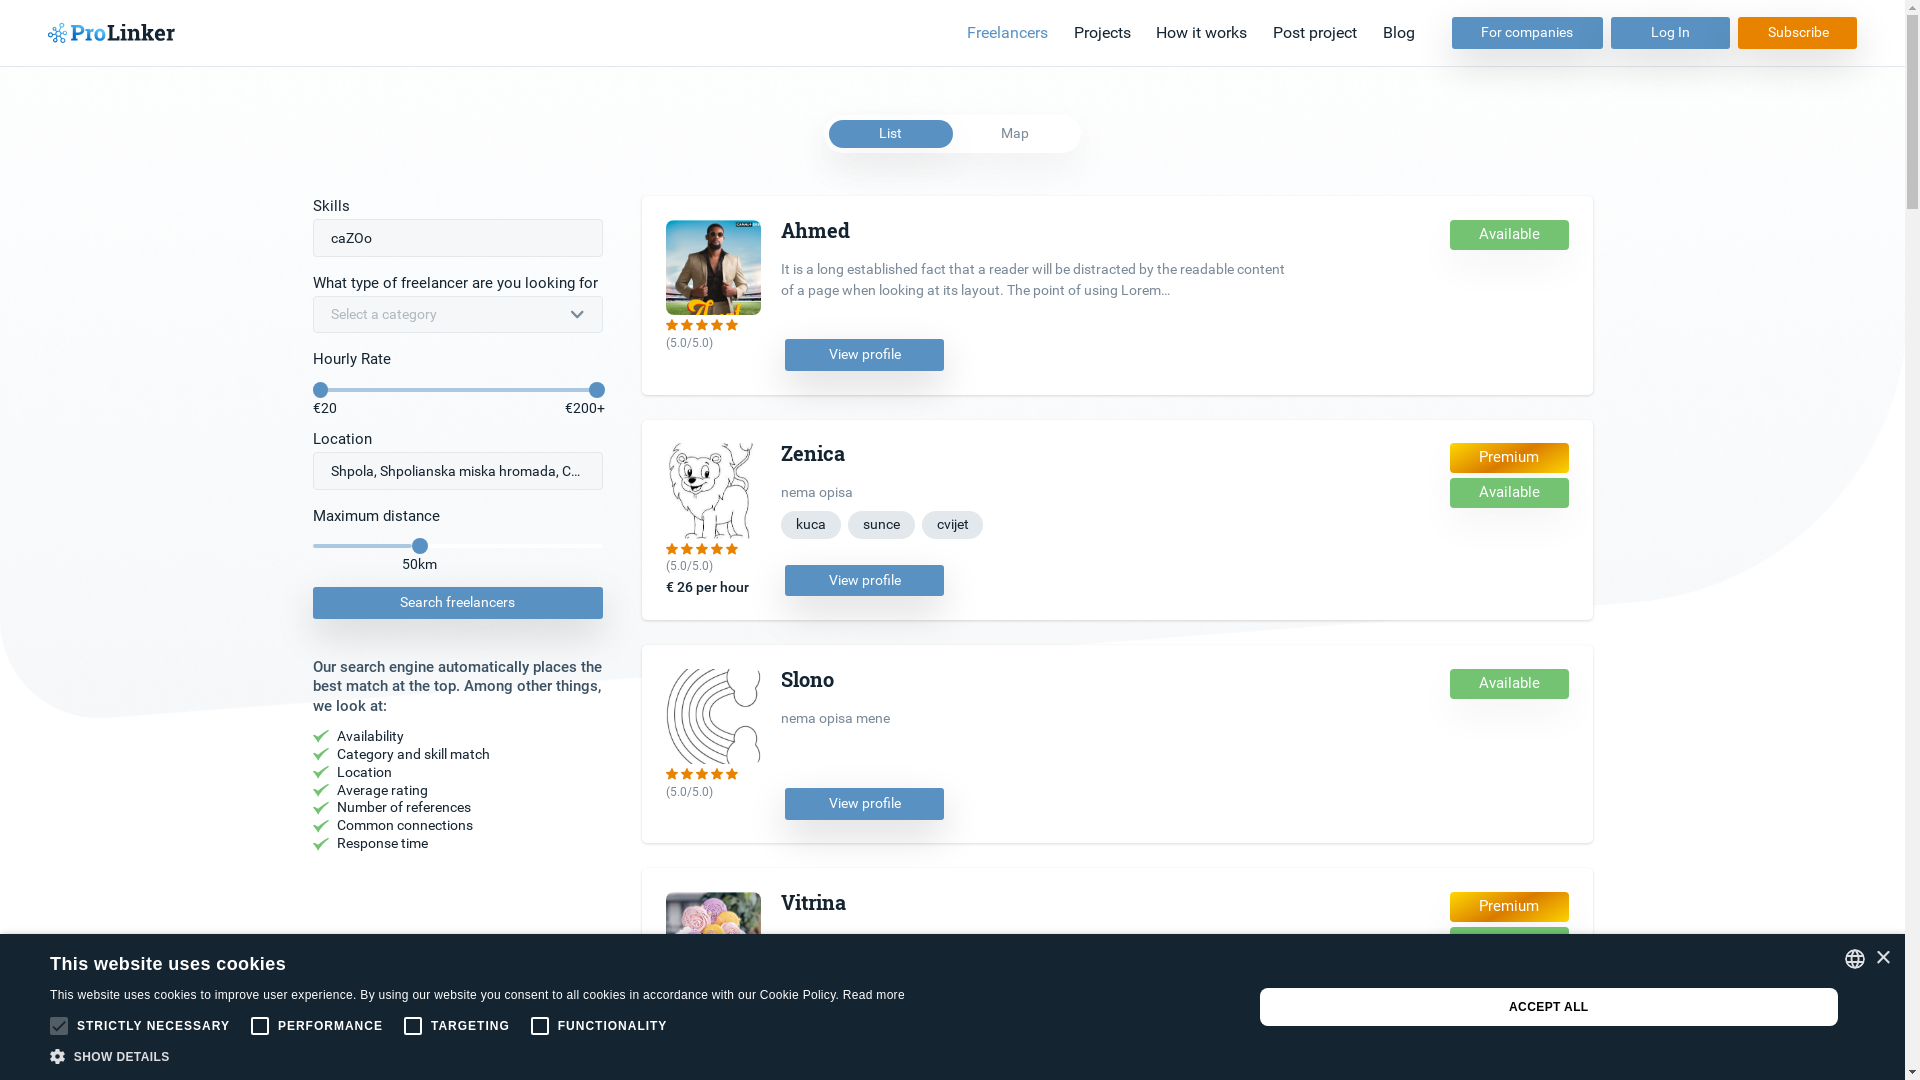 ProLinker
Freelancers
Projects
How it works
Post project
Blog
For companies
Log In
Subscribe
List
Map
Skills
caZOo
What type of freelancer are you looking for
Select a category
Hourly Rate
€20
€200+
Location
Shpola, Shpolianska miska hromada, C...
Maximum distance
50km
Search freelancers
Our search engine automatically places the
best match at the top. Among other things,
we look at:
Availability
Category and skill match
Location
Average rating
Number of references
Common connections
Response time
Ahmed
It is a long established fact that a reader will be distracted by the readable content
of a page when looking at its layout. The point of using Lorem...
(5.0/5.0)
View profile
Available
Zenica
nema opisa
kuca
sunce
cvijet
(5.0/5.0)
€ 26 per hour
View profile
Premium
Available
Slono
nema opisa mene
(5.0/5.0)
View profile
Available
Vitrina
Premium
This website uses cookies
This website uses cookies to improve user experience. By using our website you consent to all cookies in accordance with our Cookie Policy. Read more
STRICTLY NECESSARY
PERFORMANCE
TARGETING
FUNCTIONALITY
SHOW DETAILS
ACCEPT ALL
×